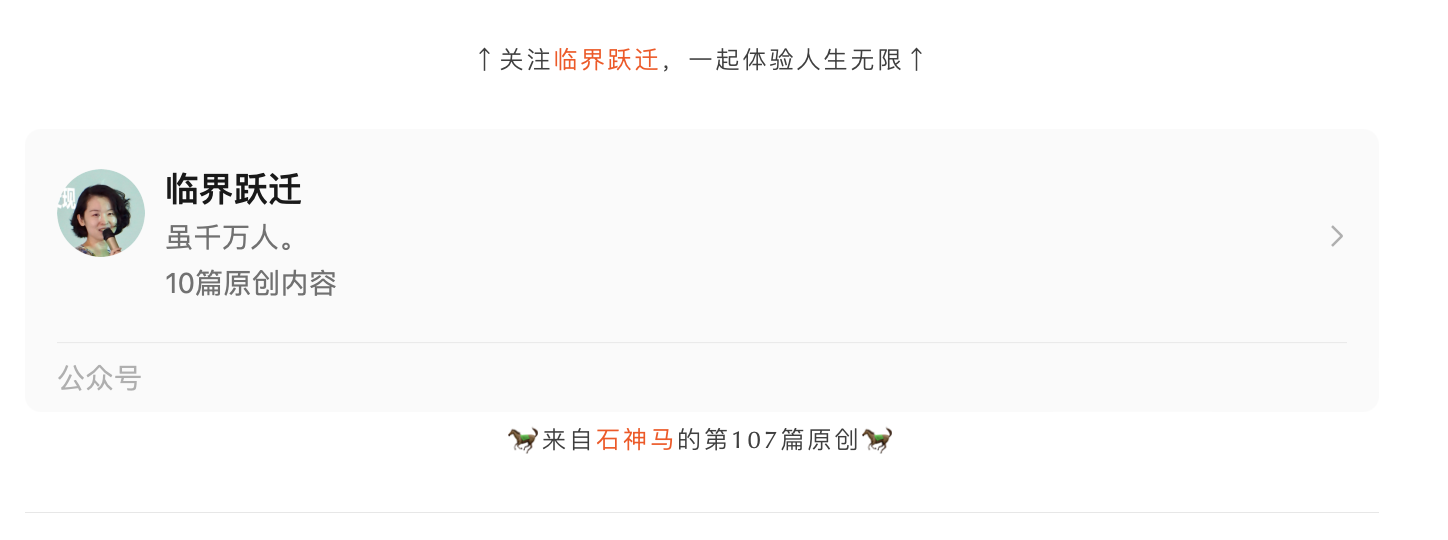 ↑关注临界跃迁，一起体验人生无限↑
现
临界跃迁
虽千万人。
10篇原创内容
公众号
🐎来自石神马的第107篇原创🐎